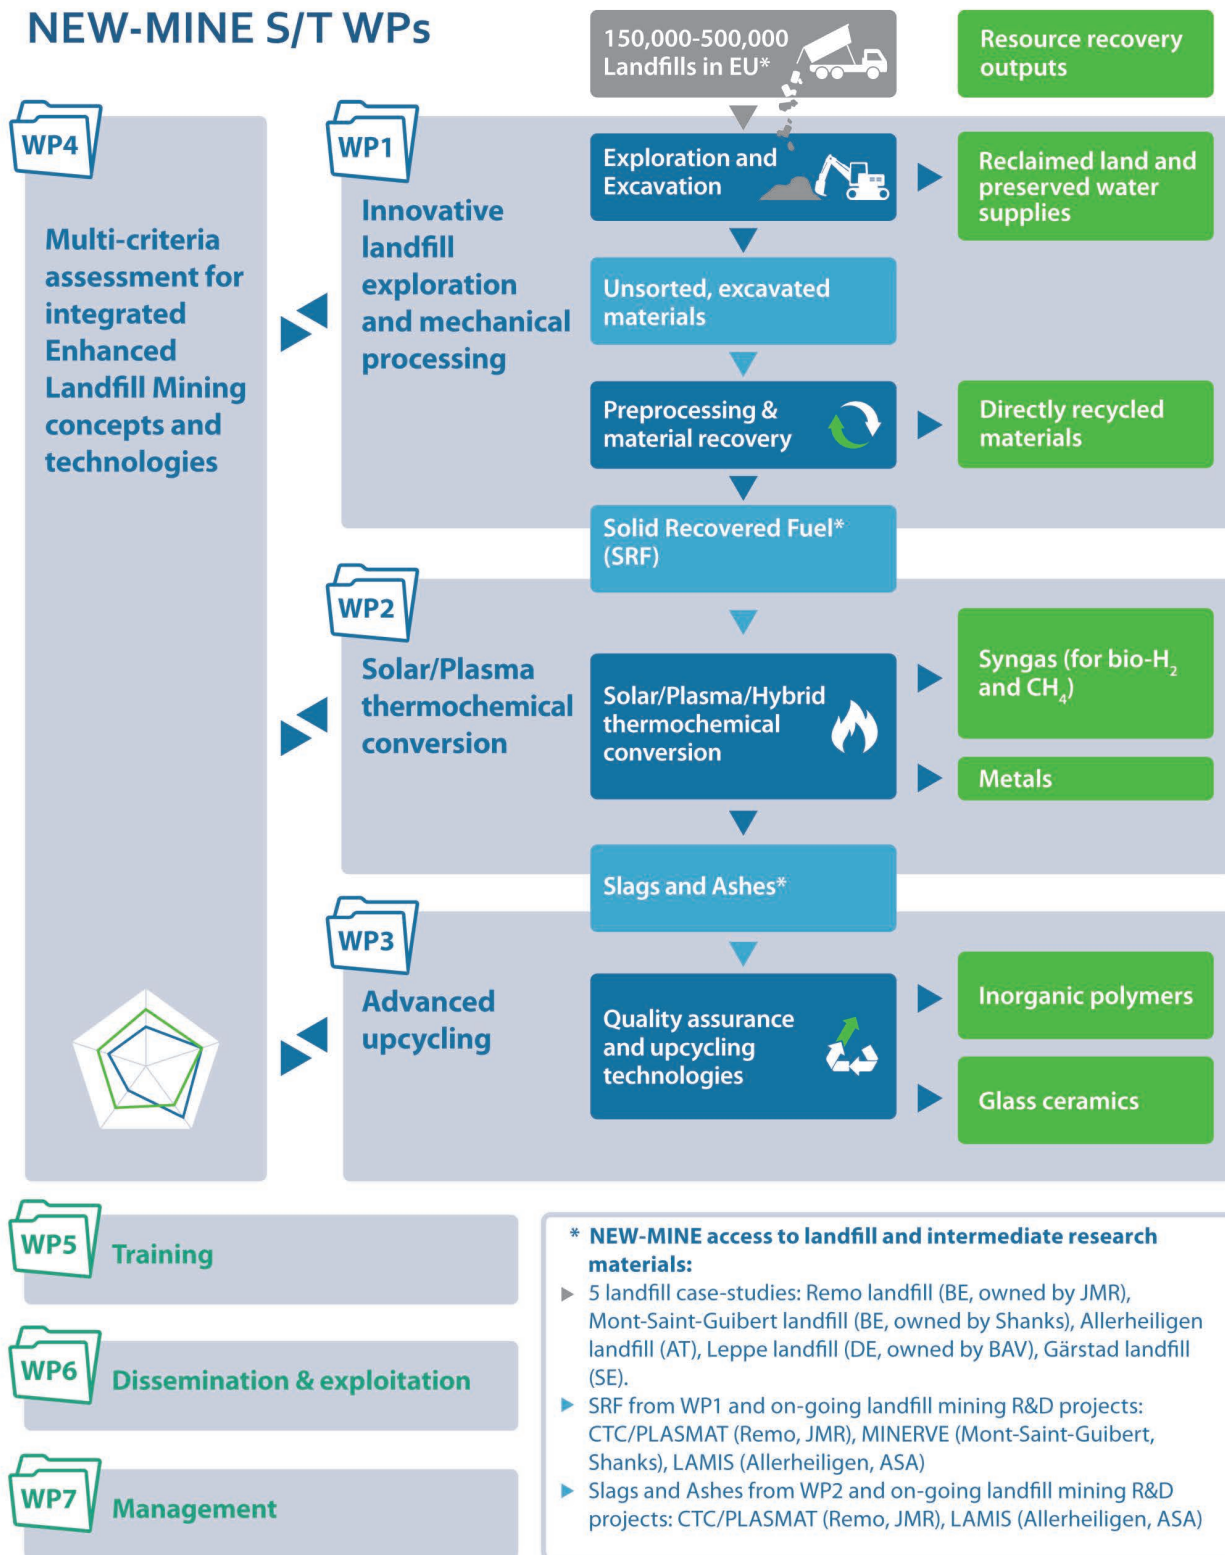 NEW-MINE S/T WPs
150,000-500,000
Landfills in EU*
Resource recovery
outputs
WP4
Multi-criteria
assessment for
integrated
Enhanced
Landfill Mining
concepts and
technologies
WP1
Innovative
landfill
exploration
and mechanical
processing
Exploration and
Excavation
Reclaimed land and
preserved water
supplies
Unsorted, excavated
materials
Preprocessing &
material recovery
Directly recycled
materials
Solid Recovered Fuel*
(SRF)
WP2
Solar/Plasma
thermochemical
conversion
Solar/Plasma/Hybrid
thermochemical
conversion
Syngas (for bio-H₂
and CH₄)
Metals
Slags and Ashes*
WP3
Advanced
upcycling
Quality assurance
and upcycling
technologies
Inorganic polymers
Glass ceramics
WP5
Training
WP6
Dissemination & exploitation
WP7
Management
* NEW-MINE access to landfill and intermediate research
materials:
5 landfill case-studies: Remo landfill (BE, owned by JMR),
Mont-Saint-Guibert landfill (BE, owned by Shanks), Allerheiligen
landfill (AT), Leppe landfill (DE, owned by BAV), Gärstad landfill
(SE).
SRF from WP1 and on-going landfill mining R&D projects:
CTC/PLASMAT (Remo, JMR), MINERVE (Mont-Saint-Guibert,
Shanks), LAMIS (Allerheiligen, ASA)
Slags and Ashes from WP2 and on-going landfill mining R&D
projects: CTC/PLASMAT (Remo, JMR), LAMIS (Allerheiligen, ASA)